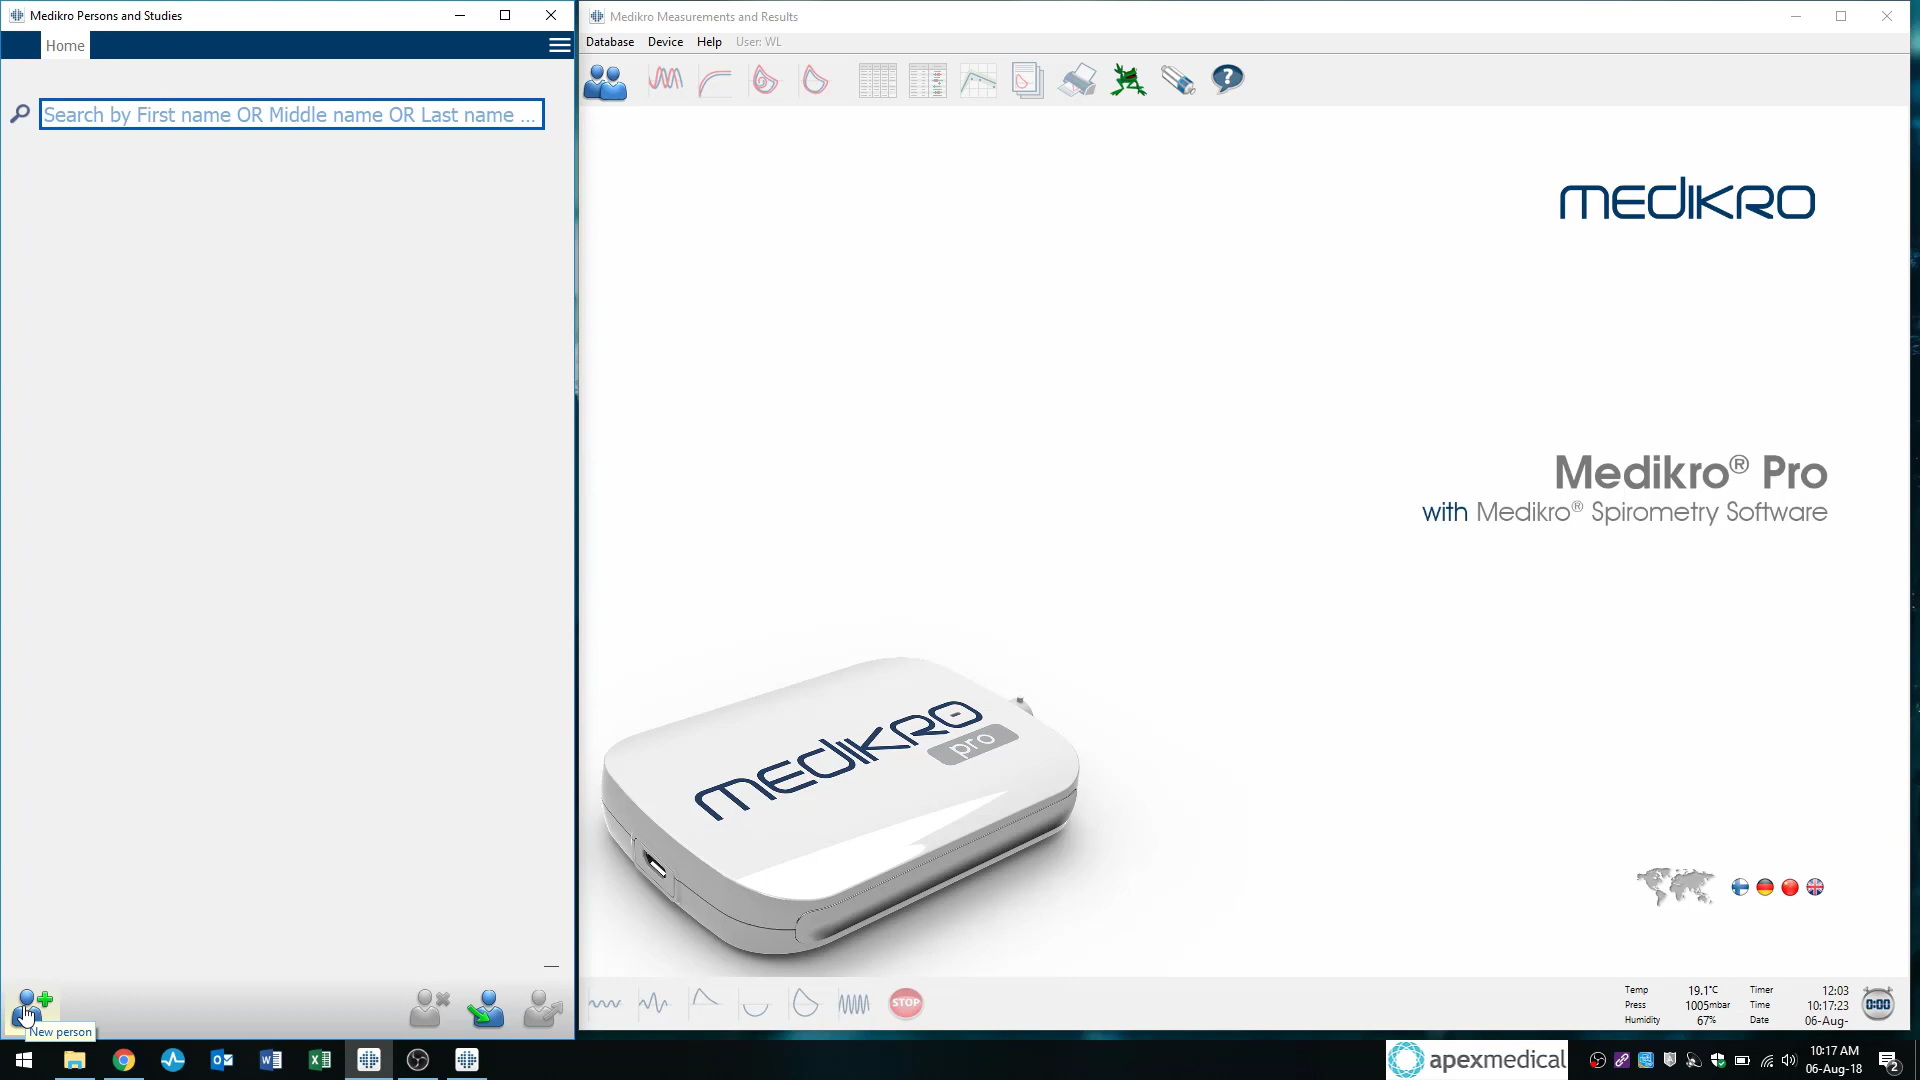 Medikro Persons and Studies
Home
Search by First name OR Middle name OR Last name ...
New person
Medikro Measurements and Results
Database Device Help User: WL
medikro
Medikro® Pro
with Medikro® Spirometry Software
medikro
pro
STOP
Temp 19.1°C Timer 12:03
Press 1005mbar Time 10:17:23
Humidity 67% Date 06-Aug-
0:00
apexmedical
10:17 AM
06-Aug-18
2